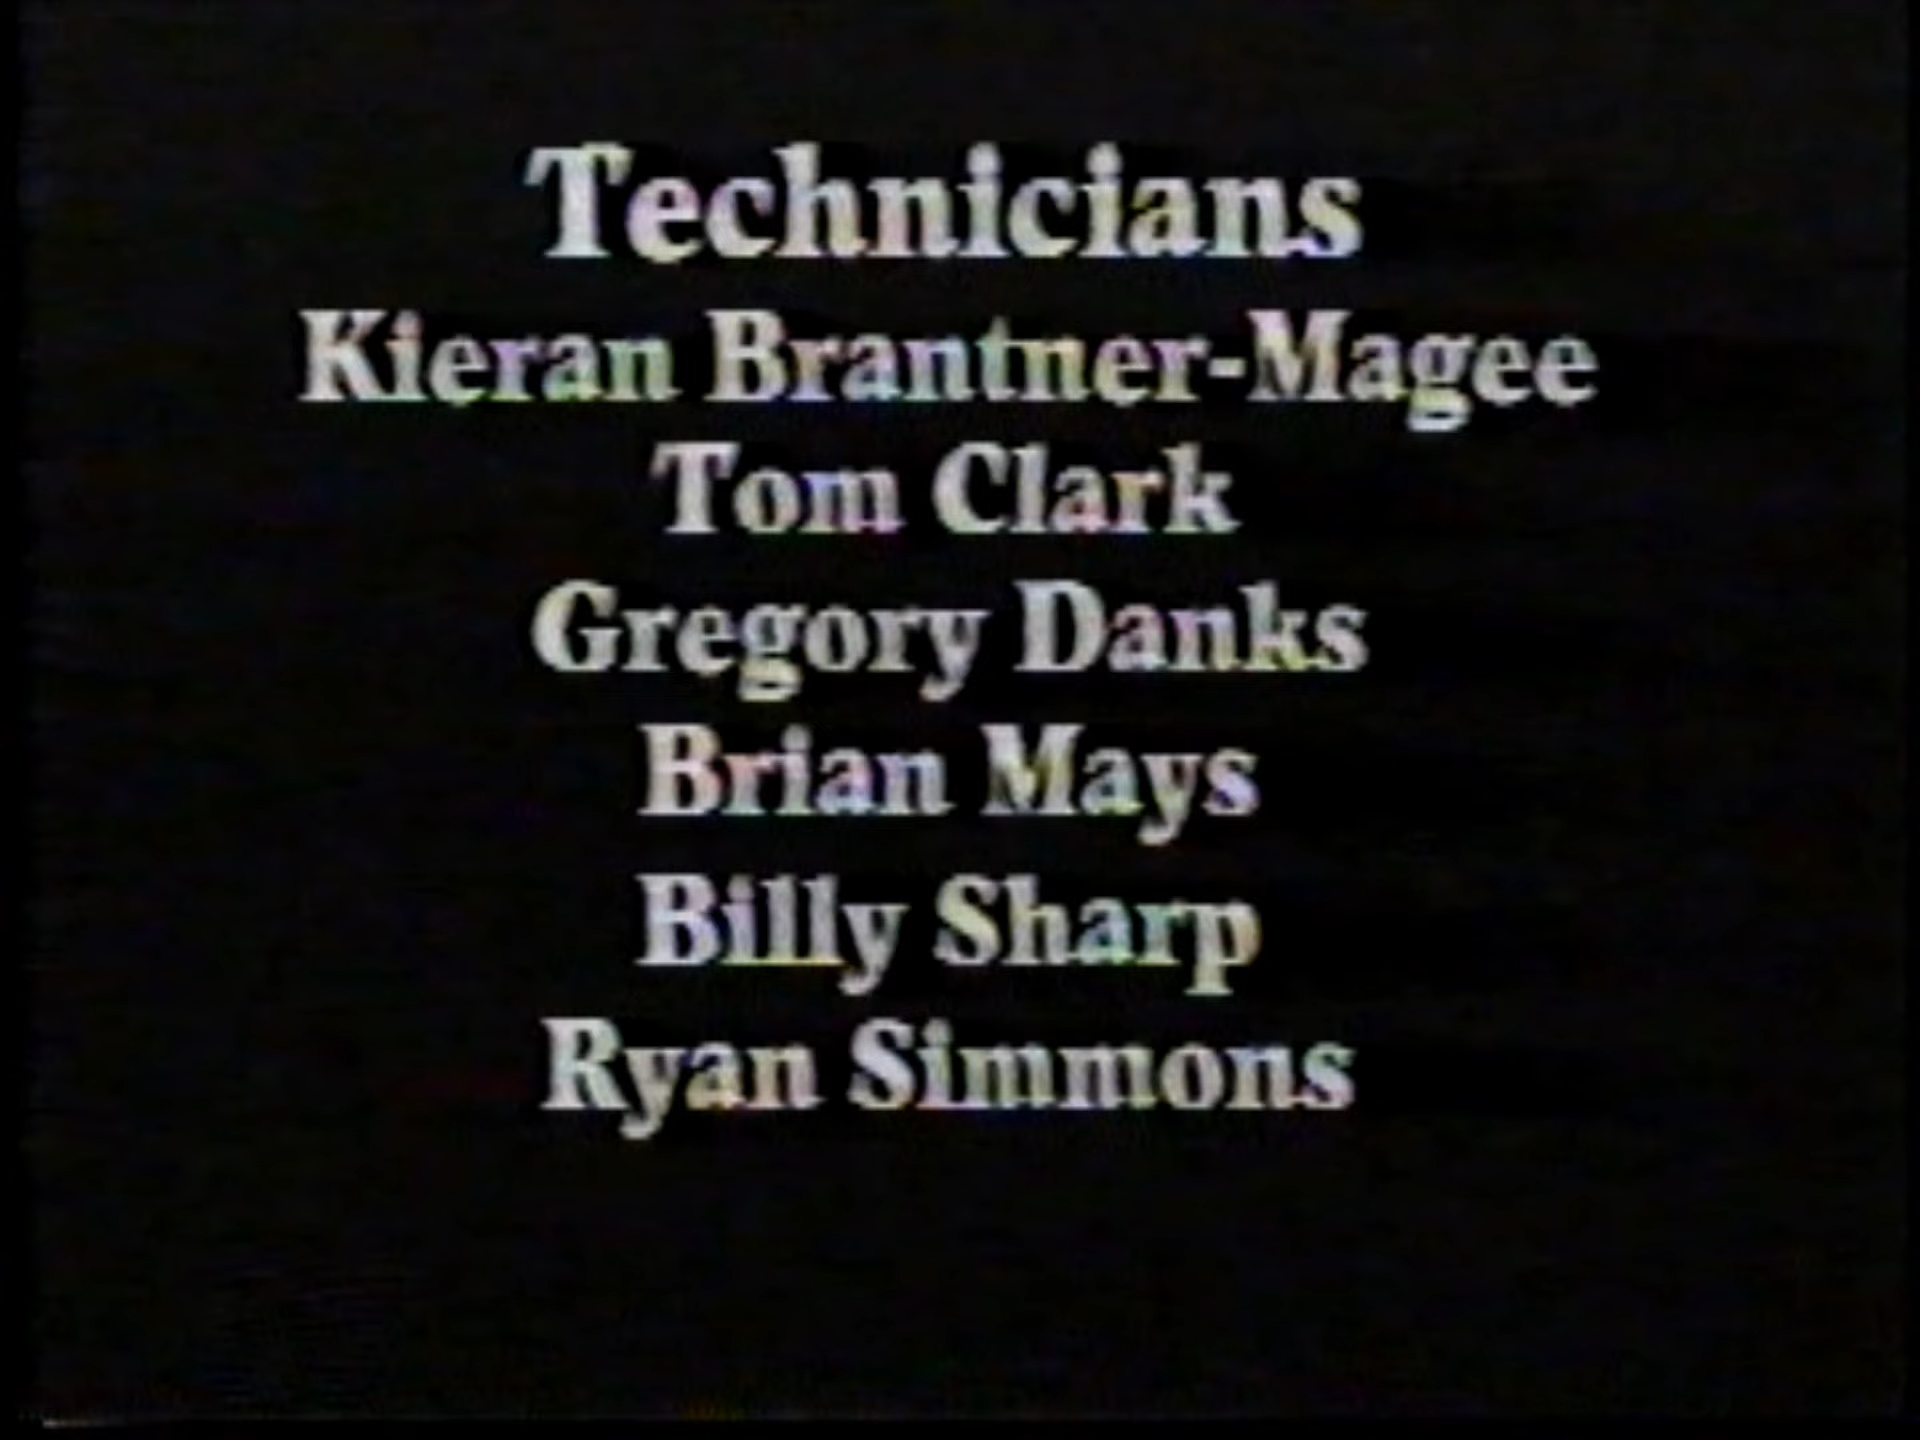 Technicians
Kieran Brantner-Magee
Tom Clark
Gregory Danks
Brian Mays
Billy Sharp
Ryan Simmons